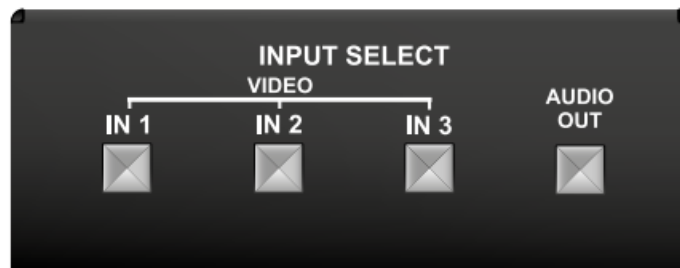 INPUT SELECT
VIDEO
IN 1 IN 2 IN 3
AUDIO
OUT